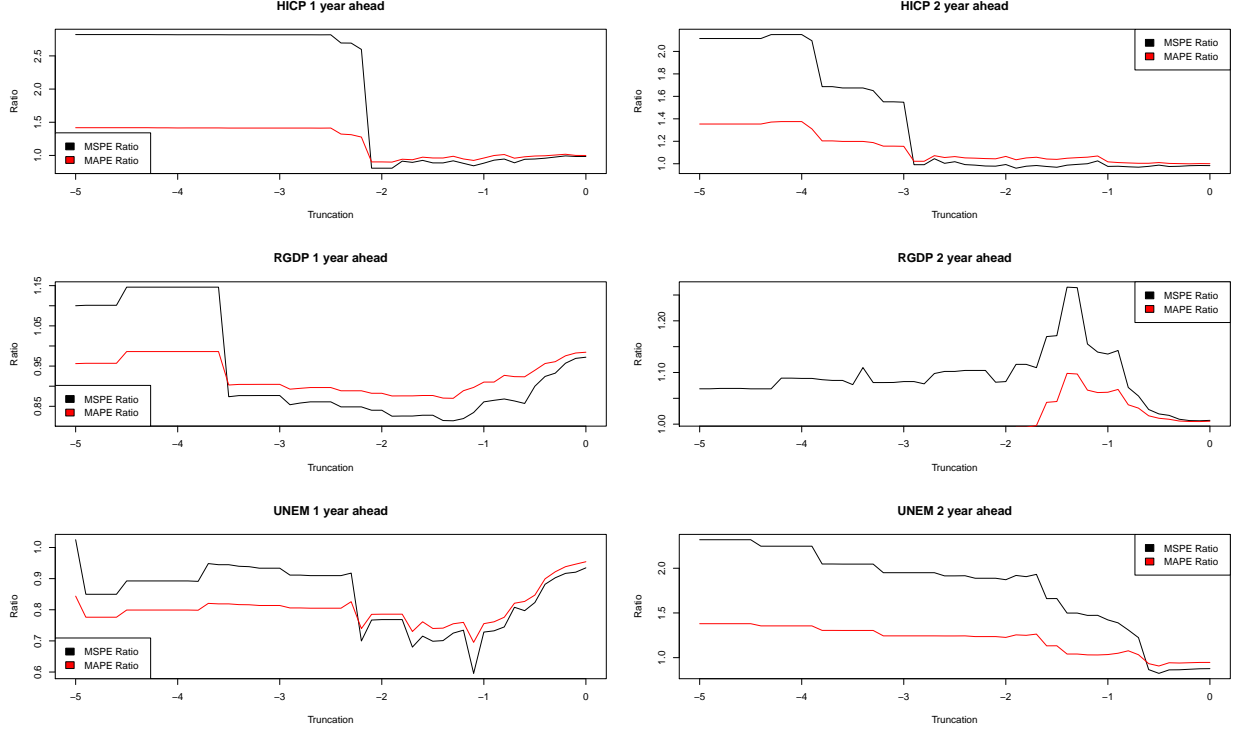 HICP 1 year ahead
Ratio
2.5
2.0
1.5
1.0
MSPE Ratio
MAPE Ratio
−5
−4
−3
−2
−1
0
Truncation
HICP 2 year ahead
Ratio
2.0
1.8
1.6
1.4
1.2
1.0
MSPE Ratio
MAPE Ratio
−5
−4
−3
−2
−1
0
Truncation
RGDP 1 year ahead
Ratio
1.15
1.05
0.95
0.85
MSPE Ratio
MAPE Ratio
−5
−4
−3
−2
−1
0
Truncation
RGDP 2 year ahead
Ratio
1.20
1.10
1.00
MSPE Ratio
MAPE Ratio
−5
−4
−3
−2
−1
0
Truncation
UNEM 1 year ahead
Ratio
1.0
0.9
0.8
0.7
0.6
MSPE Ratio
MAPE Ratio
−5
−4
−3
−2
−1
0
Truncation
UNEM 2 year ahead
Ratio
2.0
1.5
1.0
MSPE Ratio
MAPE Ratio
−5
−4
−3
−2
−1
0
Truncation